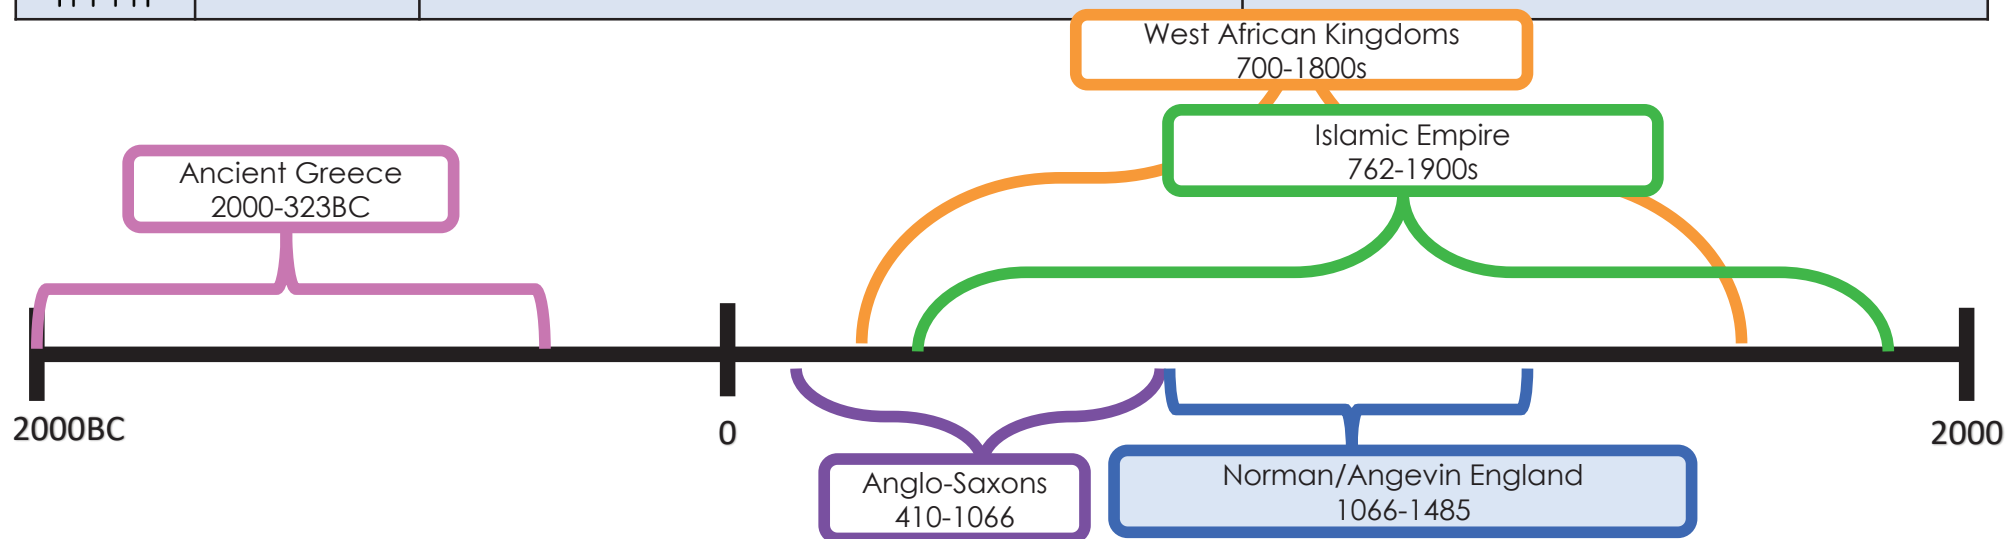 West African Kingdoms
700-1800s
Islamic Empire
762-1900s
Ancient Greece
2000-323BC
2000BC
0
2000
Anglo-Saxons
410-1066
Norman/Angevin England
1066-1485